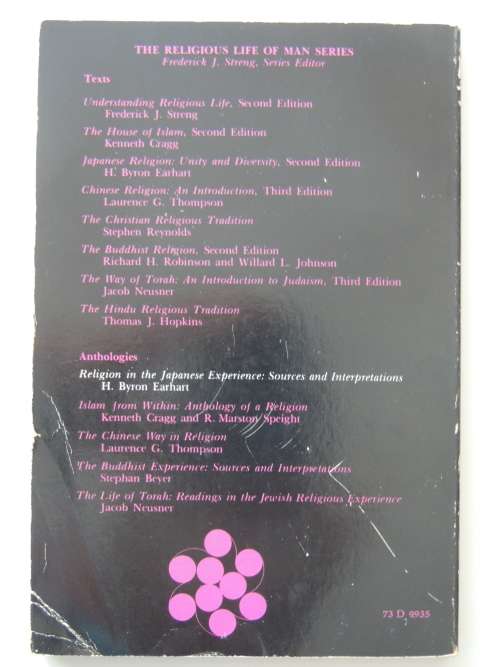 THE RELIGIOUS LIFE OF MAN SERIES
Frederick J. Streng, Series Editor
Texts
Understanding Religious Life, Second Edition
Frederick J. Streng
The House of Islam, Second Edition
Kenneth Cragg
Japanese Religion: Unity and Diversity, Second Edition
H. Byron Earhart
Chinese Religion: An Introduction, Third Edition
Laurence G. Thompson
The Christian Religious Tradition
Stephen Reynolds
The Buddhist Religion, Second Edition
Richard H. Robinson and Willard L. Johnson
The Way of Torah: An Introduction to Judaism, Third Edition
Jacob Neusner
The Hindu Religious Tradition
Thomas J. Hopkins
Anthologies
Religion in the Japanese Experience: Sources and Interpretations
H. Byron Earhart
Islam from Within: Anthology of a Religion
Kenneth Cragg and R. Marston Speight
The Chinese Way in Religion
Laurence G. Thompson
The Buddhist Experience: Sources and Interpretations
Stephan Beyer
The Life of Torah: Readings in the Jewish Religious Experience
Jacob Neusner
73 D 9935